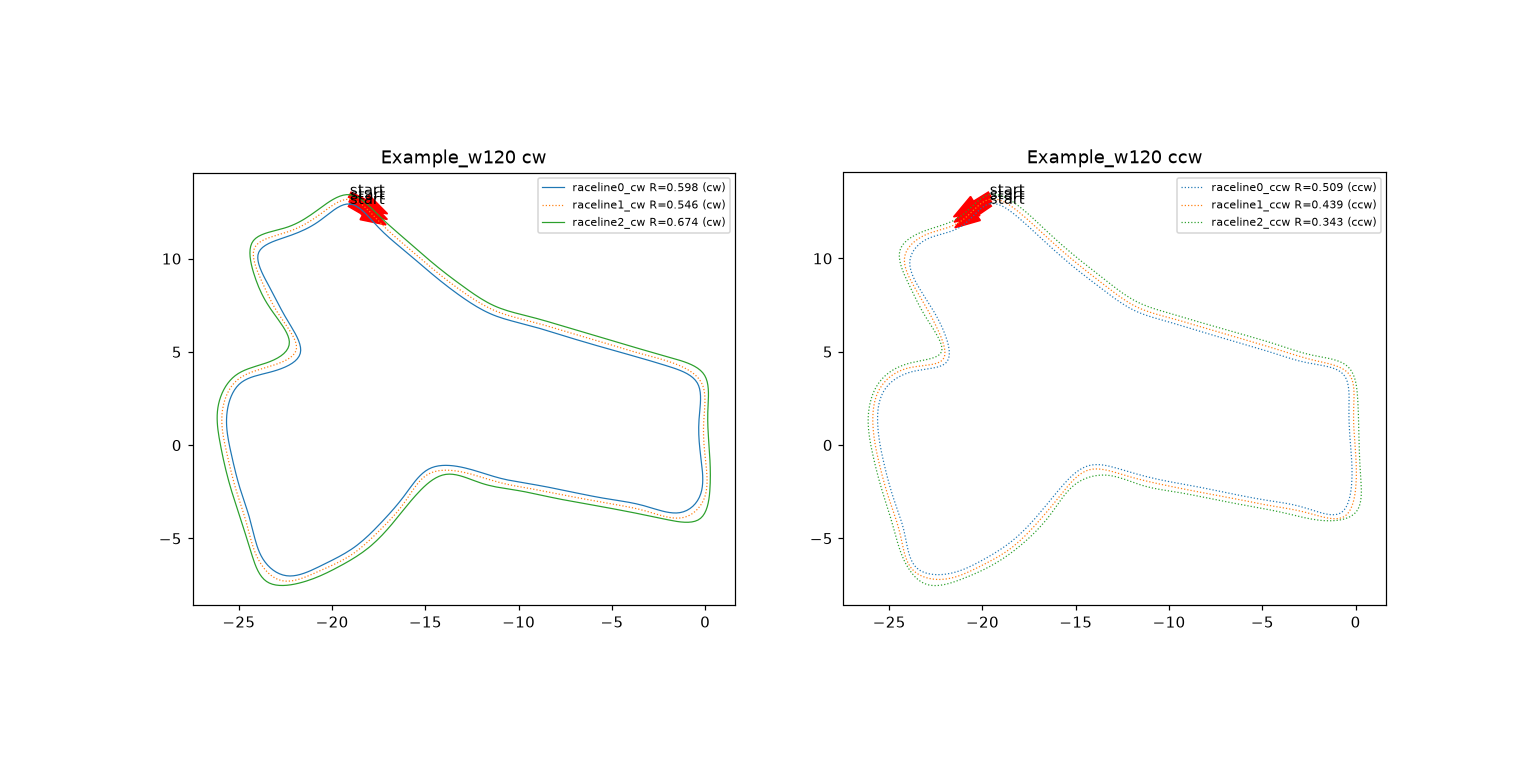 Example_w120 cw
start
start
start
raceline0_cw R=0.598 (cw)
raceline1_cw R=0.546 (cw)
raceline2_cw R=0.674 (cw)
10
5
0
−5
−25
−20
−15
−10
−5
0
Example_w120 ccw
start
start
start
raceline0_ccw R=0.509 (ccw)
raceline1_ccw R=0.439 (ccw)
raceline2_ccw R=0.343 (ccw)
10
5
0
−5
−25
−20
−15
−10
−5
0